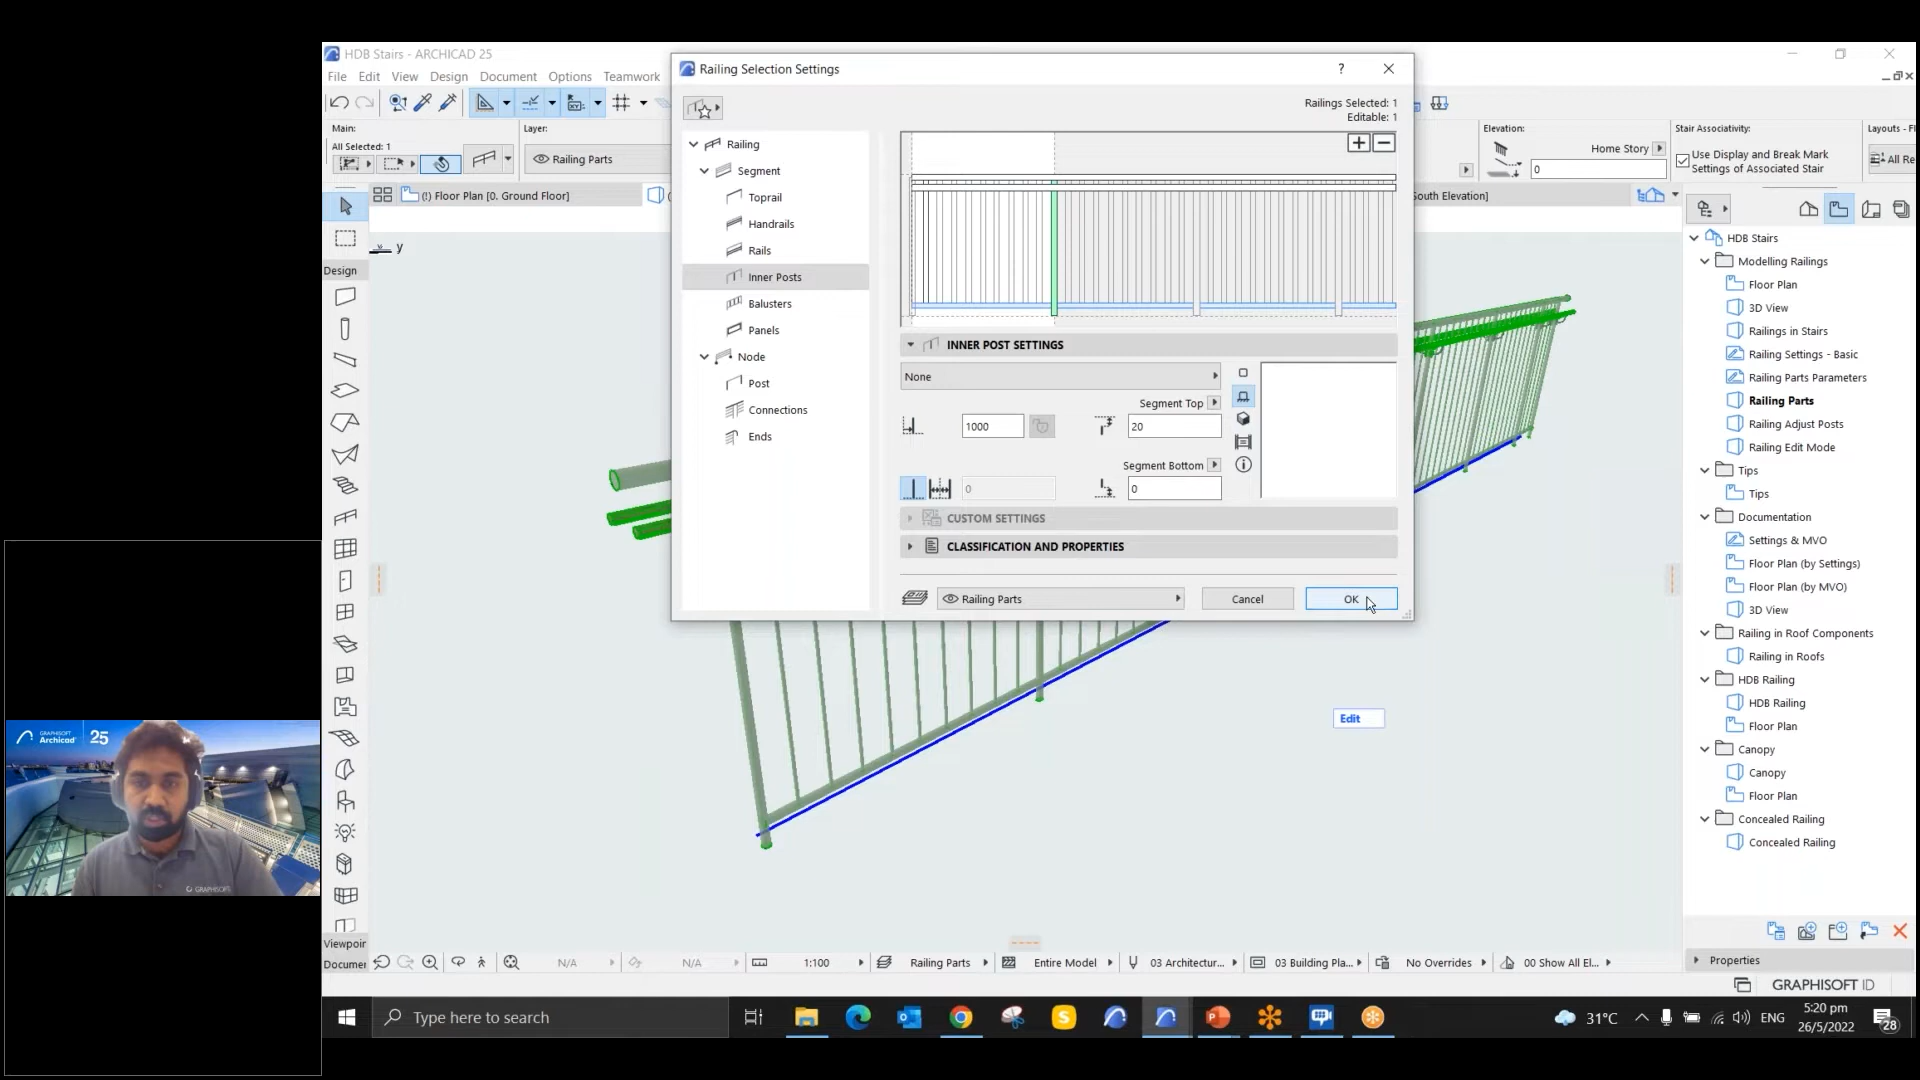 HDB Stairs - ARCHICAD 25
File Edit View Design Document Options Teamwork
Main:
All Selected: 1
Layer:
Railing Parts
(!) Floor Plan [0. Ground Floor]
y
Design
Viewpoir
Documer
Railing Selection Settings
?
Railings Selected: 1
Editable: 1
Railing
Segment
Toprail
Handrails
Rails
Inner Posts
Balusters
Panels
Node
Post
Connections
Ends
INNER POST SETTINGS
None
Segment Top
1000
20
Segment Bottom
0
0
CUSTOM SETTINGS
CLASSIFICATION AND PROPERTIES
Railing Parts
Cancel
OK
Edit
Elevation:
Home Story
0
Stair Associativity:
Use Display and Break Mark
Settings of Associated Stair
Layouts - Fl
All Re
South Elevation]
HDB Stairs
Modelling Railings
Floor Plan
3D View
Railings in Stairs
Railing Settings - Basic
Railing Parts Parameters
Railing Parts
Railing Adjust Posts
Railing Edit Mode
Tips
Tips
Documentation
Settings & MVO
Floor Plan (by Settings)
Floor Plan (by MVO)
3D View
Railing in Roof Components
Railing in Roofs
HDB Railing
HDB Railing
Floor Plan
Canopy
Canopy
Floor Plan
Concealed Railing
Concealed Railing
Properties
GRAPHISOFT ID
N/A
N/A
1:100
Railing Parts
Entire Model
03 Architectur...
03 Building Pla...
No Overrides
00 Show All El...
Type here to search
31°C
ENG
5:20 pm
26/5/2022
28
GRAPHISOFT
Archicad
25
GRAPHISOFT